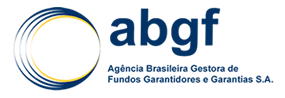 abgf
Agência Brasileira Gestora de
Fundos Garantidores e Garantias S.A.